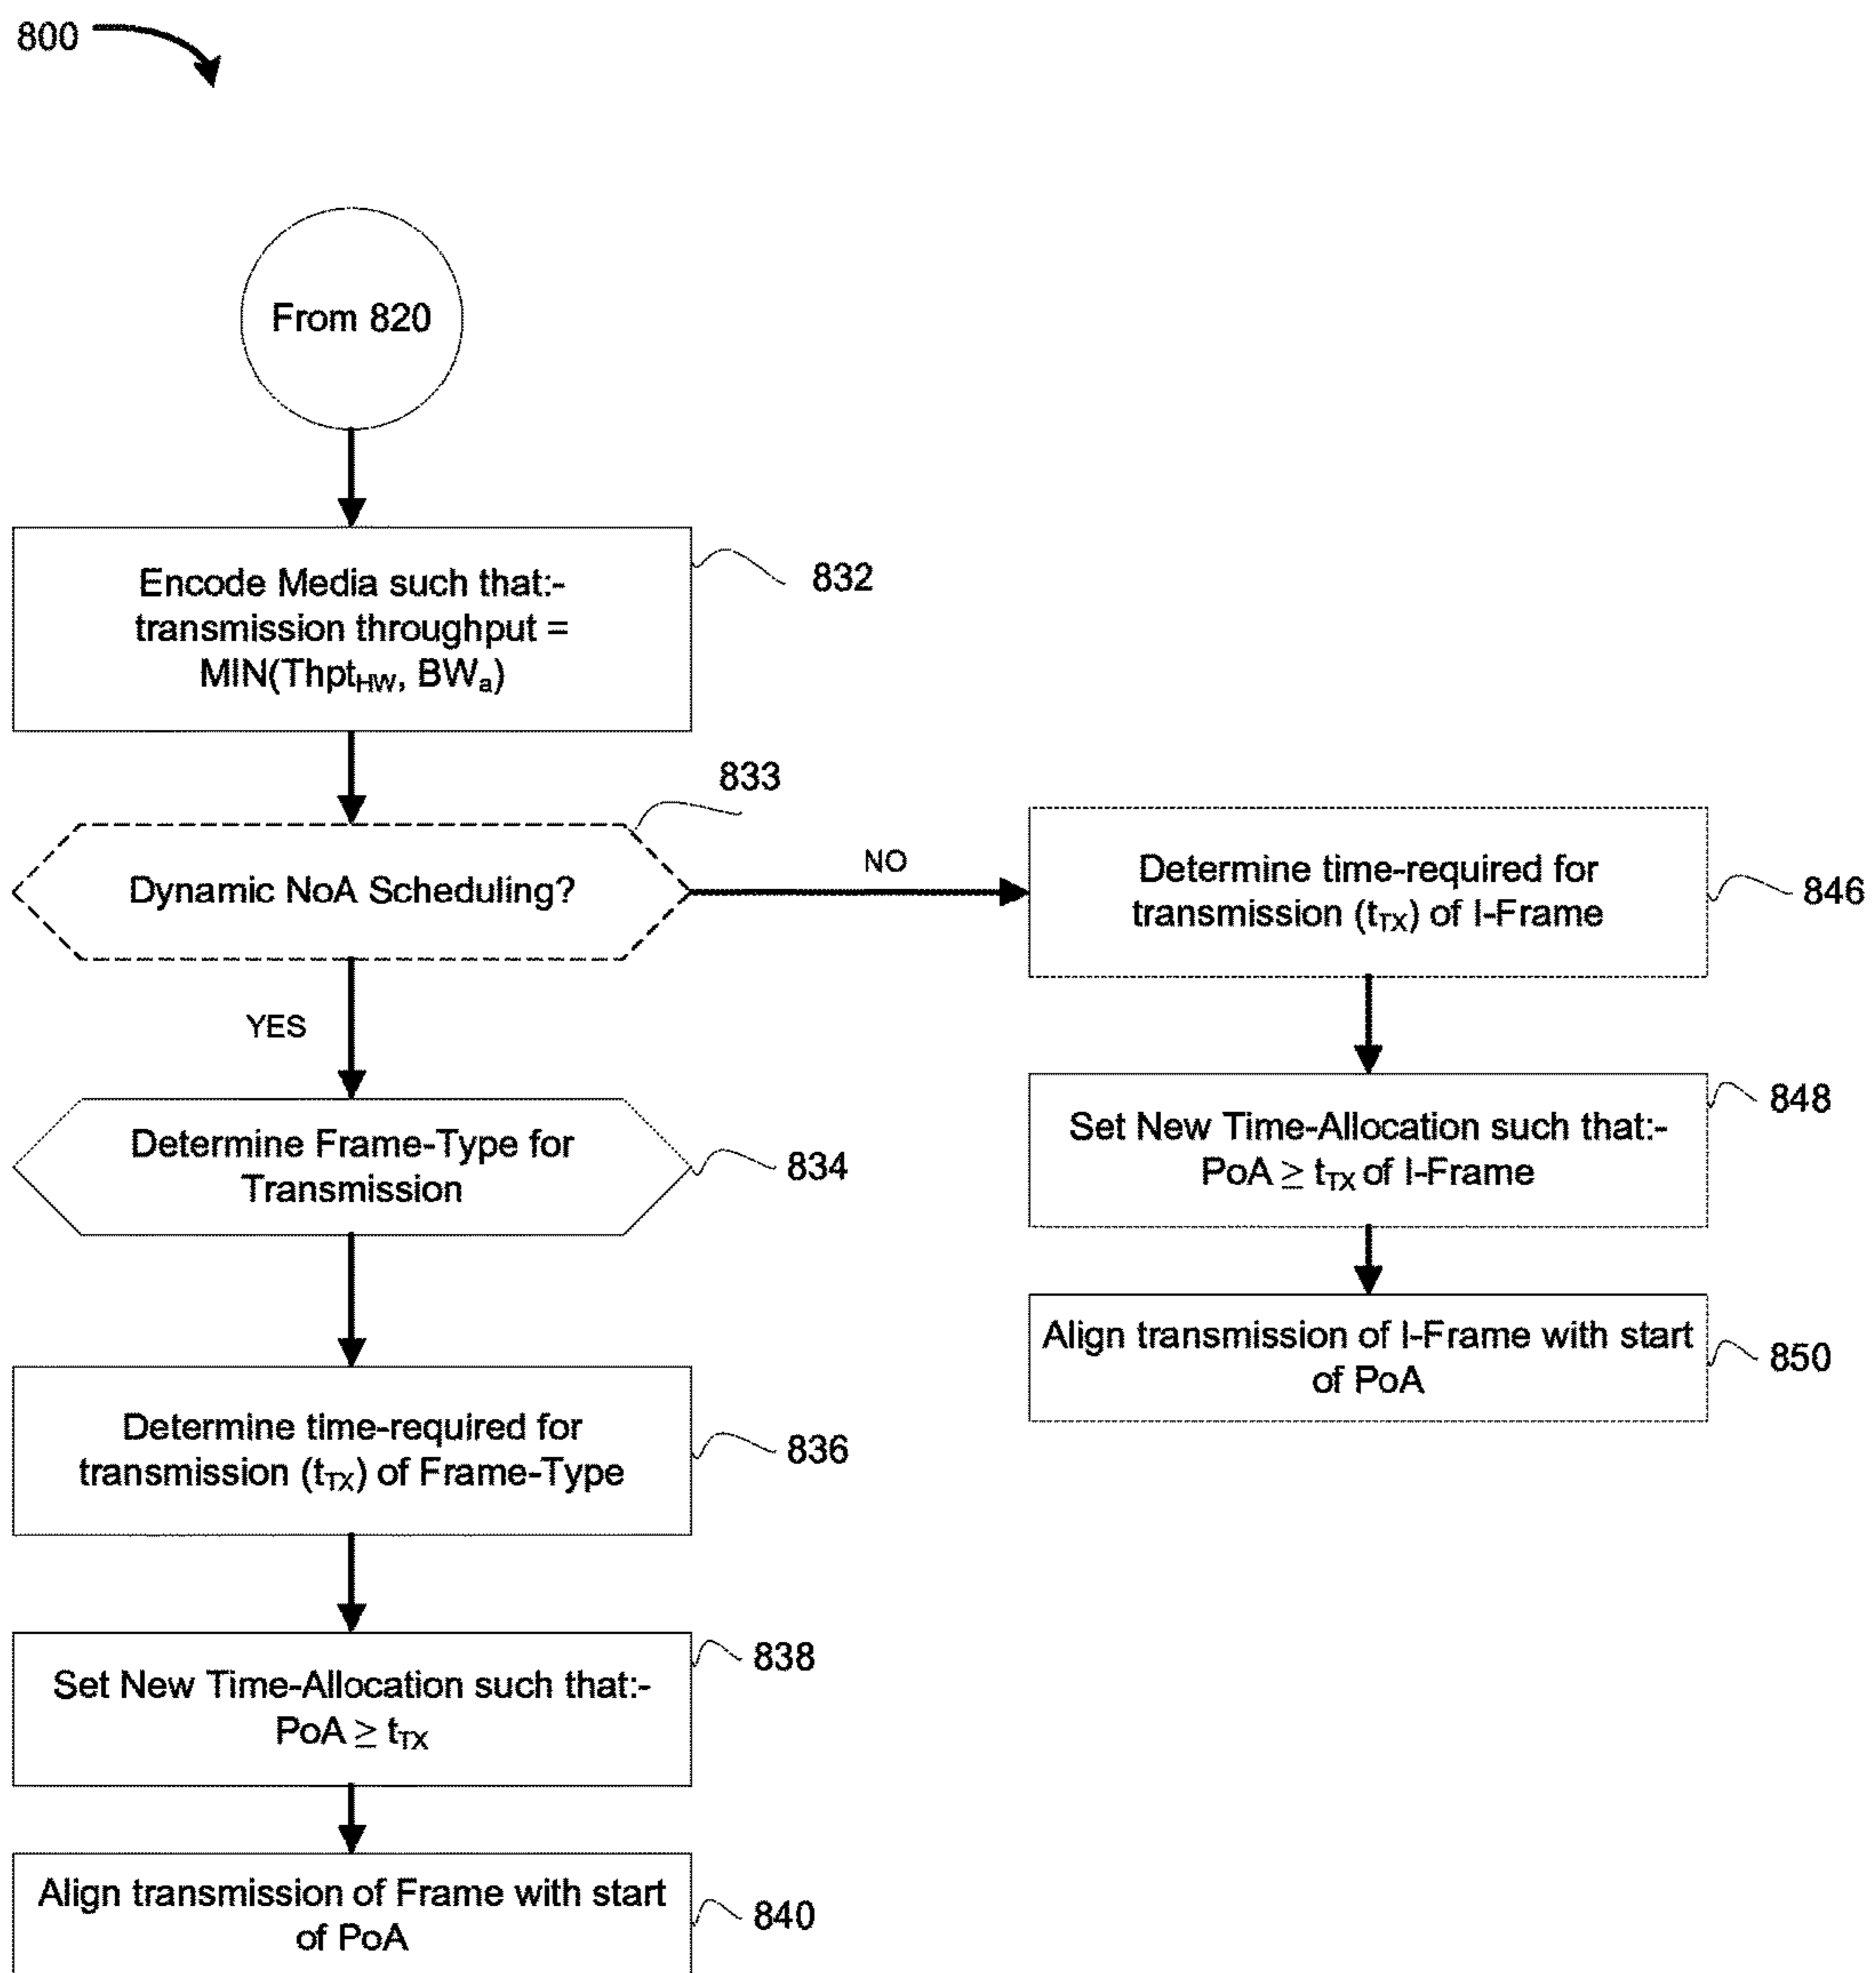 800
From 820
Encode Media such that:-
transmission throughput =
MIN(ThptHW, BWa)
832
833
Dynamic NoA Scheduling?
NO
YES
Determine time-required for
transmission (tTX) of I-Frame
846
Set New Time-Allocation such that:-
PoA ≥ tTX of I-Frame
848
Align transmission of I-Frame with start
of PoA
850
Determine Frame-Type for
Transmission
834
Determine time-required for
transmission (tTX) of Frame-Type
836
Set New Time-Allocation such that:-
PoA ≥ tTX
838
Align transmission of Frame with start
of PoA
840